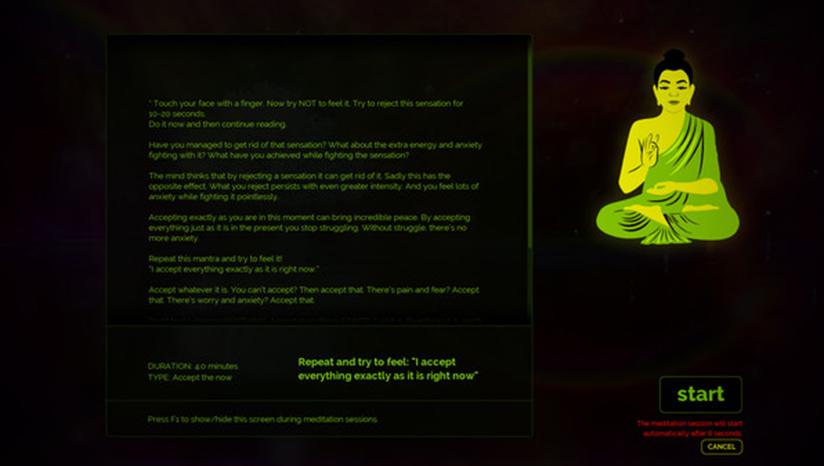 * Touch your face with a finger. Now try NOT to feel it. Try to reject this sensation for
10-20 seconds.
Do it now and then continue reading.
Have you managed to get rid of that sensation? What about the extra energy and anxiety
fighting with it? What have you achieved while fighting the sensation?
The mind thinks that by rejecting a sensation it can get rid of it. Sadly this has the
opposite effect. What you reject persists with even greater intensity. And you feel lots of
anxiety while fighting it pointlessly.
Accepting exactly as you are in this moment can bring incredible peace. By accepting
everything just as it is in the present you stop struggling. Without struggle, there's no
more anxiety.
Repeat this mantra and try to feel it!
"I accept everything exactly as it is right now."
Accept whatever it is. You can't accept? Then accept that. There's pain and fear? Accept
that. There's worry and anxiety? Accept that.
DURATION: 40 minutes
TYPE: Accept the now
Repeat and try to feel: "I accept
everything exactly as it is right now"
Press F1 to show/hide this screen during meditation sessions.
start
The meditation session will start
automatically after 6 seconds.
CANCEL